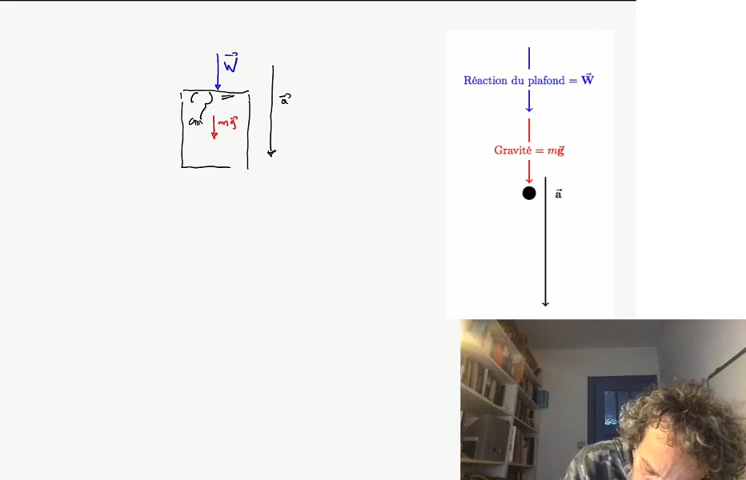 W⃗
a⃗
mg⃗
Réaction du plafond = W⃗
Gravité = mg⃗
a⃗